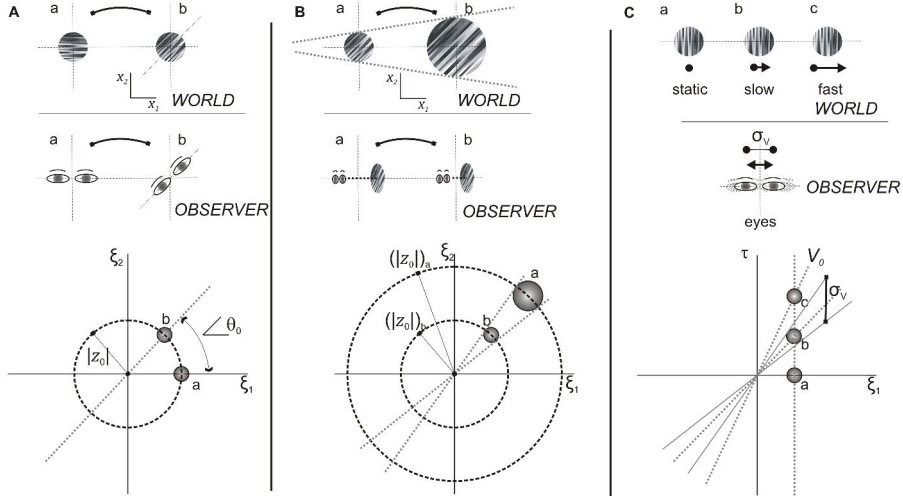 A
a
b
x₂
x₁
WORLD
a
b
OBSERVER
ξ₂
b
θ₀
|z₀|
a
ξ₁
B
a
b
x₂
x₁
WORLD
a
b
OBSERVER
(|z₀|)ₐ
ξ₂
a
(|z₀|)b
b
ξ₁
C
a
b
c
static
slow
fast
WORLD
σᵥ
OBSERVER
eyes
τ
V₀
c
σᵥ
b
a
ξ₁